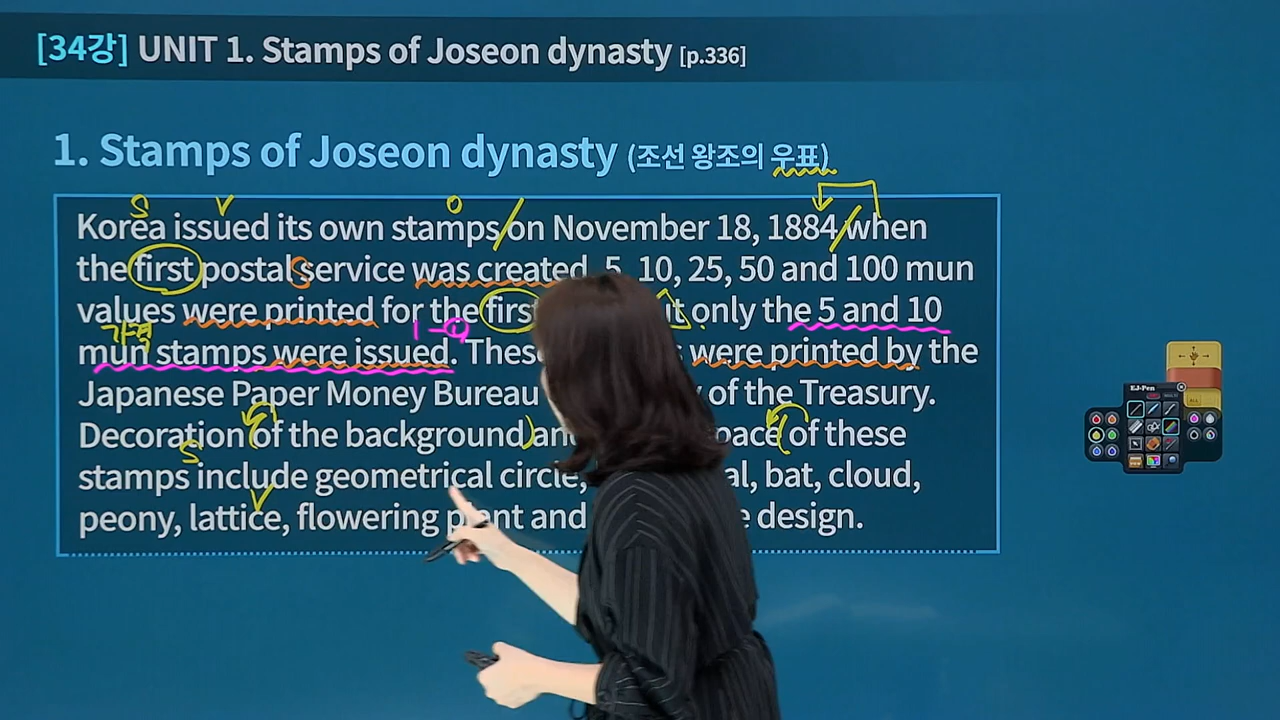 [34강] UNIT 1. Stamps of Joseon dynasty [p.336]
1. Stamps of Joseon dynasty (조선 왕조의 우표)
S V O
Korea issued its own stamps on November 18, 1884 when
the first postal service was created. 5, 10, 25, 50 and 100 mun
S
values were printed for the first only the 5 and 10
가격
mun stamps were issued. These were printed by the
Japanese Paper Money Bureau of the Treasury.
Decoration of the background of these
S
stamps include geometrical circle, bat, cloud,
V
peony, lattice, flowering plant and design.
EJ-Pen
ALL